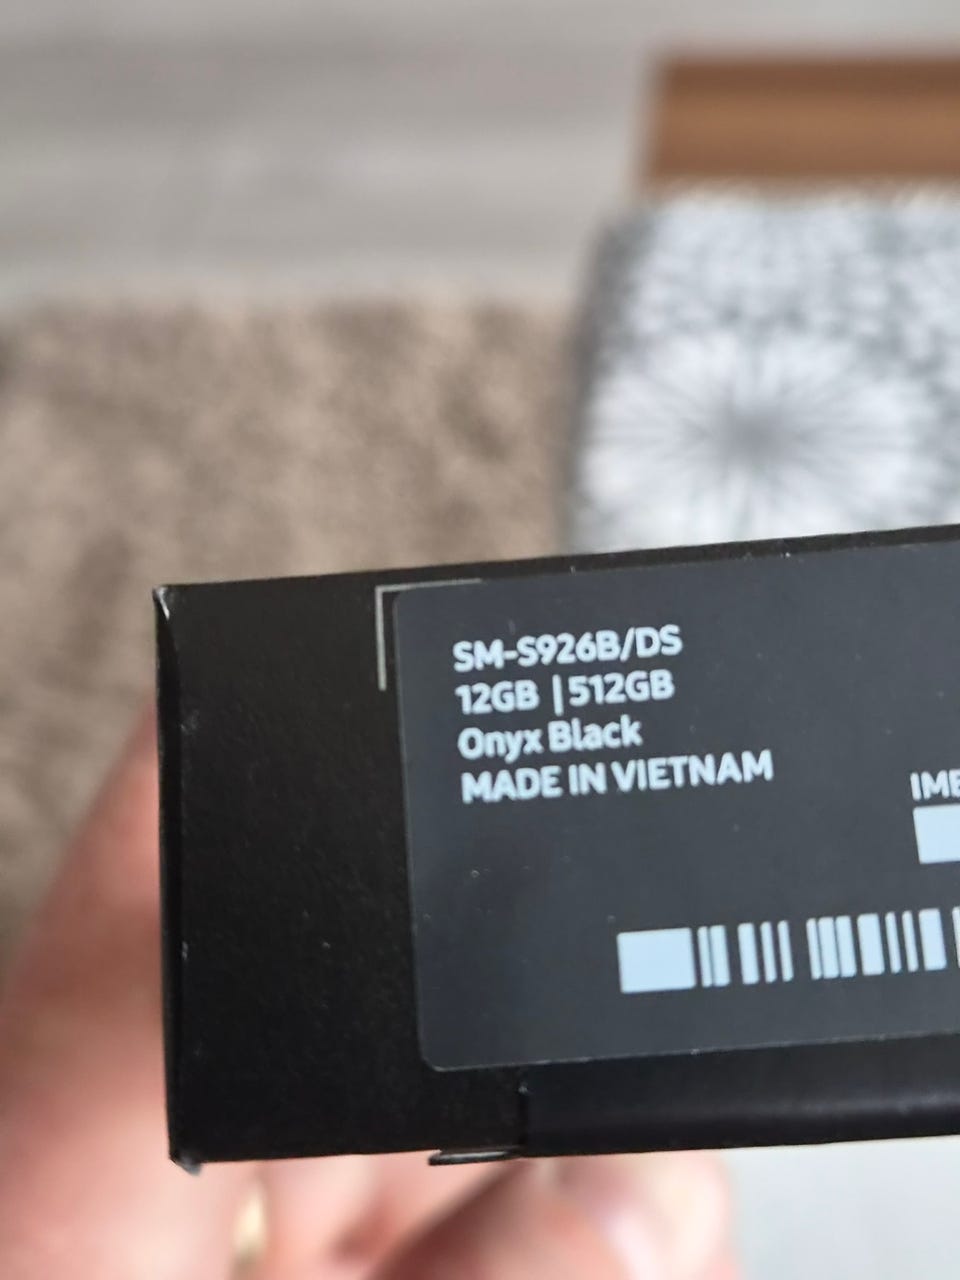 SM-S926B/DS
12GB | 512GB
Onyx Black
MADE IN VIETNAM